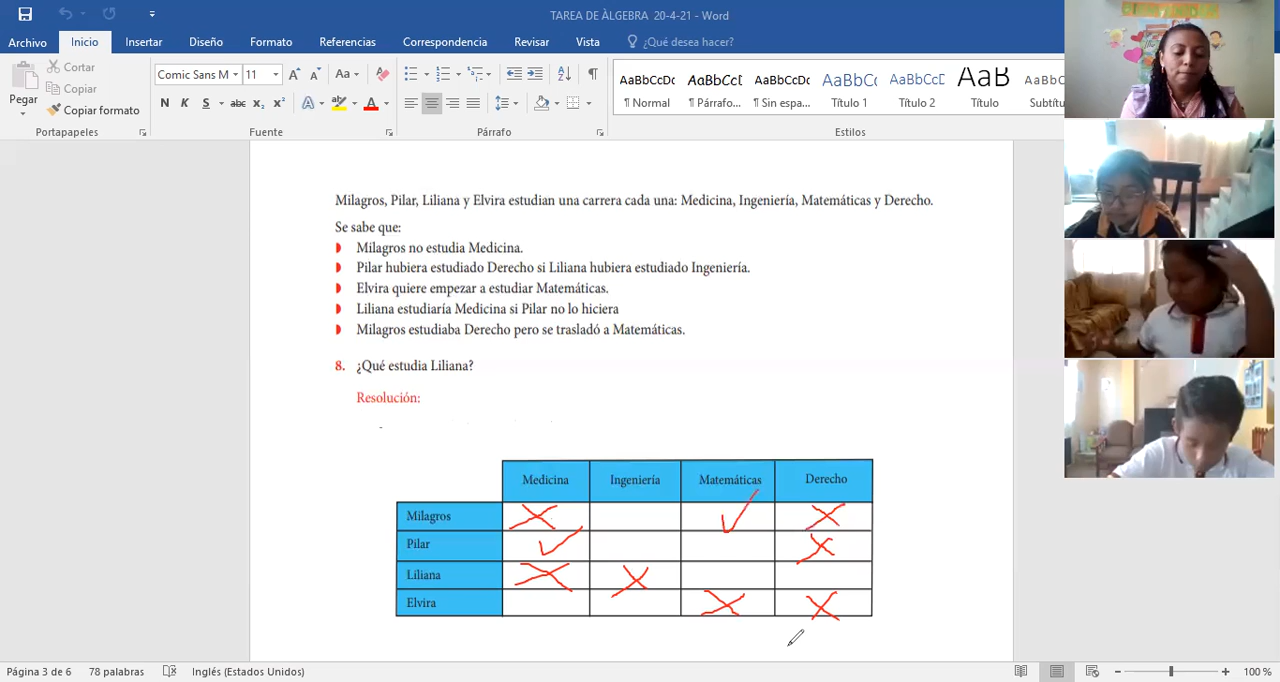 TAREA DE ÀLGEBRA 20-4-21 - Word
Archivo Inicio Insertar Diseño Formato Referencias Correspondencia Revisar Vista ¿Qué desea hacer?
Cortar
Copiar
Pegar Copiar formato
Comic Sans M 11
Aa
N K S abc x₂ x² A A
AaBbCcDc AaBbCcDc AaBbCcDc AaBbC AaBbCcD AaB AaBbCcD
¶ Normal ¶ Párrafo... ¶ Sin espa... Título 1 Título 2 Título Subtítu
Portapapeles Fuente Párrafo Estilos
Milagros, Pilar, Liliana y Elvira estudian una carrera cada una: Medicina, Ingeniería, Matemáticas y Derecho.
Se sabe que:
Milagros no estudia Medicina.
Pilar hubiera estudiado Derecho si Liliana hubiera estudiado Ingeniería.
Elvira quiere empezar a estudiar Matemáticas.
Liliana estudiaría Medicina si Pilar no lo hiciera
Milagros estudiaba Derecho pero se trasladó a Matemáticas.
8. ¿Qué estudia Liliana?
Resolución:
Medicina Ingeniería Matemáticas Derecho
Milagros
Pilar
Liliana
Elvira
Página 3 de 6 78 palabras Inglés (Estados Unidos) 100 %